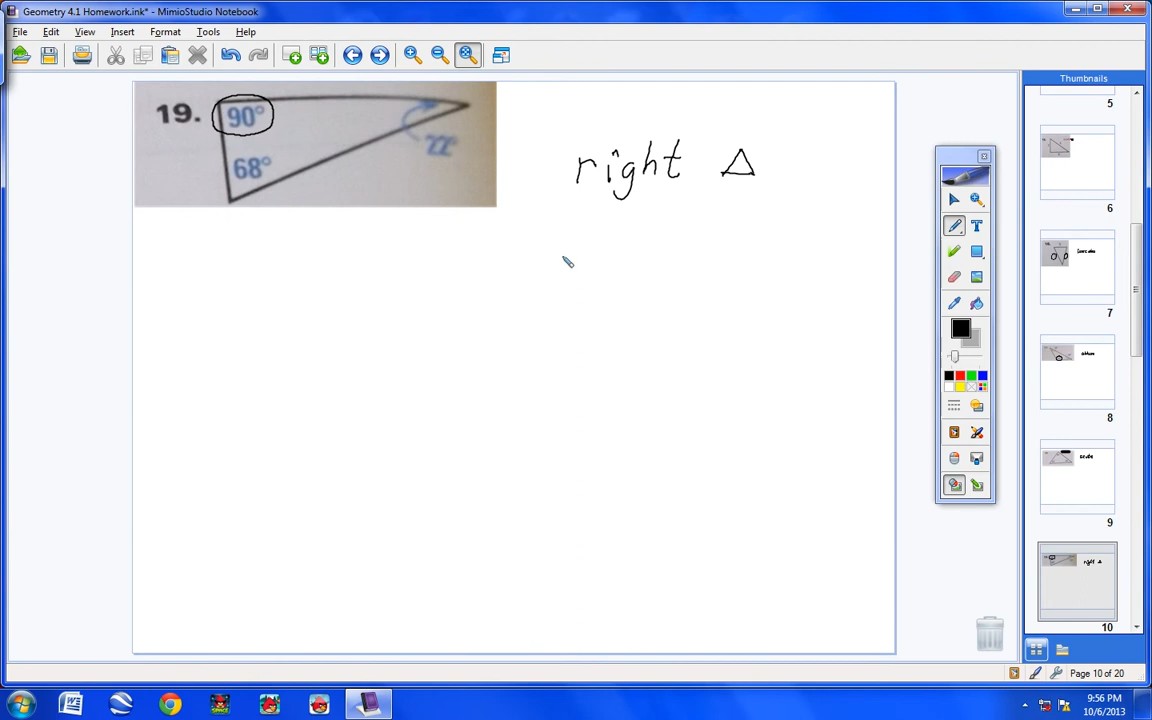 Geometry 4.1 Homework.ink* - MimioStudio Notebook
File Edit View Insert Format Tools Help
Thumbnails
19. 90°
68°
22°
right △
5
6
7
8
9
right △
10
Page 10 of 20
9:56 PM
10/6/2013